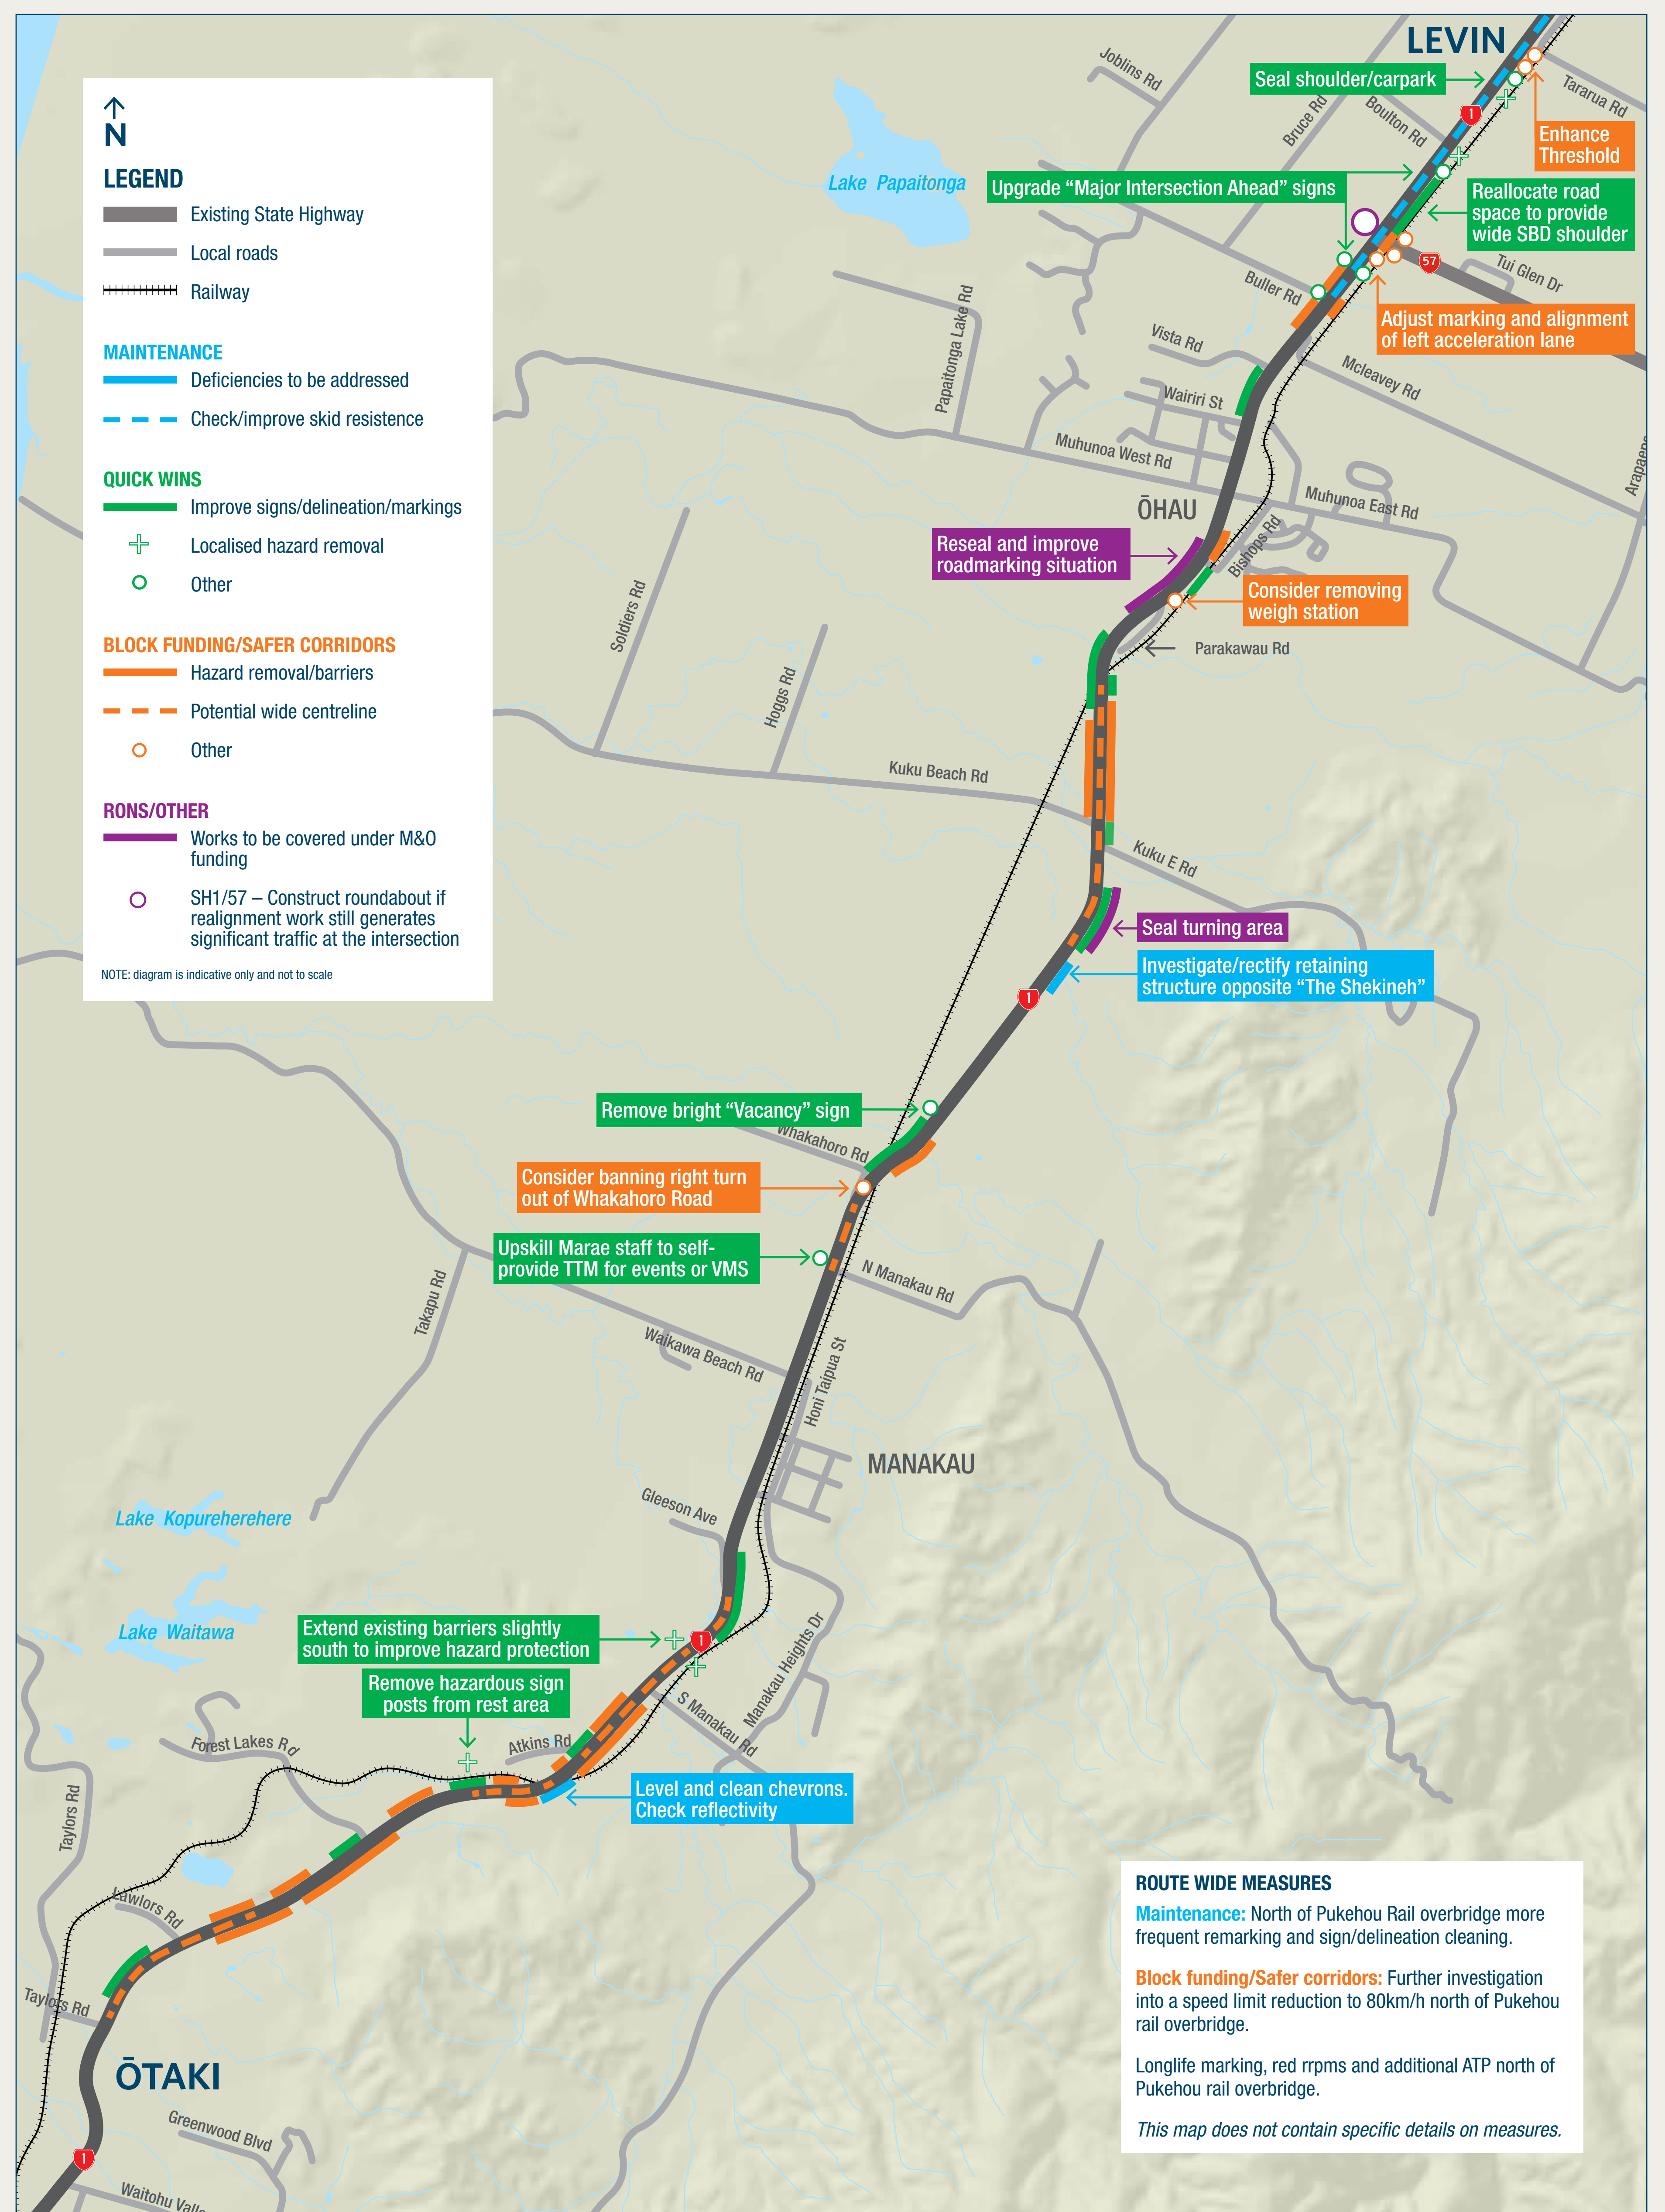 LEVIN
Joblins Rd
Bruce Rd
Boulton Rd
Tararua Rd
Seal shoulder/carpark
1
Enhance
Threshold
Lake Papaitonga
Upgrade “Major Intersection Ahead” signs
Reallocate road
space to provide
wide SBD shoulder
57
Tui Glen Dr
Buller Rd
Adjust marking and alignment
of left acceleration lane
Papaitonga Lake Rd
Vista Rd
Mcleavey Rd
Wairiri St
Muhunoa West Rd
Muhunoa East Rd
ŌHAU
Bishops Rd
Reseal and improve
roadmarking situation
Consider removing
weigh station
Parakawau Rd
Soldiers Rd
Hoggs Rd
Kuku Beach Rd
Kuku E Rd
Seal turning area
Investigate/rectify retaining
structure opposite “The Shekineh”
1
Remove bright “Vacancy” sign
Whakahoro Rd
Consider banning right turn
out of Whakahoro Road
Upskill Marae staff to self-
provide TTM for events or VMS
N Manakau Rd
Takapu Rd
Waikawa Beach Rd
Honi Taipua St
MANAKAU
Gleeson Ave
Lake Kopureherehere
Lake Waitawa
Extend existing barriers slightly
south to improve hazard protection
1
Remove hazardous sign
posts from rest area
Manakau Heights Dr
S Manakau Rd
Forest Lakes Rd
Atkins Rd
Level and clean chevrons.
Check reflectivity
Taylors Rd
Lawlors Rd
Taylors Rd
ŌTAKI
Greenwood Blvd
1
N
LEGEND
Existing State Highway
Local roads
Railway
MAINTENANCE
Deficiencies to be addressed
Check/improve skid resistence
QUICK WINS
Improve signs/delineation/markings
Localised hazard removal
Other
BLOCK FUNDING/SAFER CORRIDORS
Hazard removal/barriers
Potential wide centreline
Other
RONS/OTHER
Works to be covered under M&O
funding
SH1/57 – Construct roundabout if
realignment work still generates
significant traffic at the intersection
NOTE: diagram is indicative only and not to scale
ROUTE WIDE MEASURES
Maintenance: North of Pukehou Rail overbridge more
frequent remarking and sign/delineation cleaning.
Block funding/Safer corridors: Further investigation
into a speed limit reduction to 80km/h north of Pukehou
rail overbridge.
Longlife marking, red rrpms and additional ATP north of
Pukehou rail overbridge.
This map does not contain specific details on measures.
Waitohu